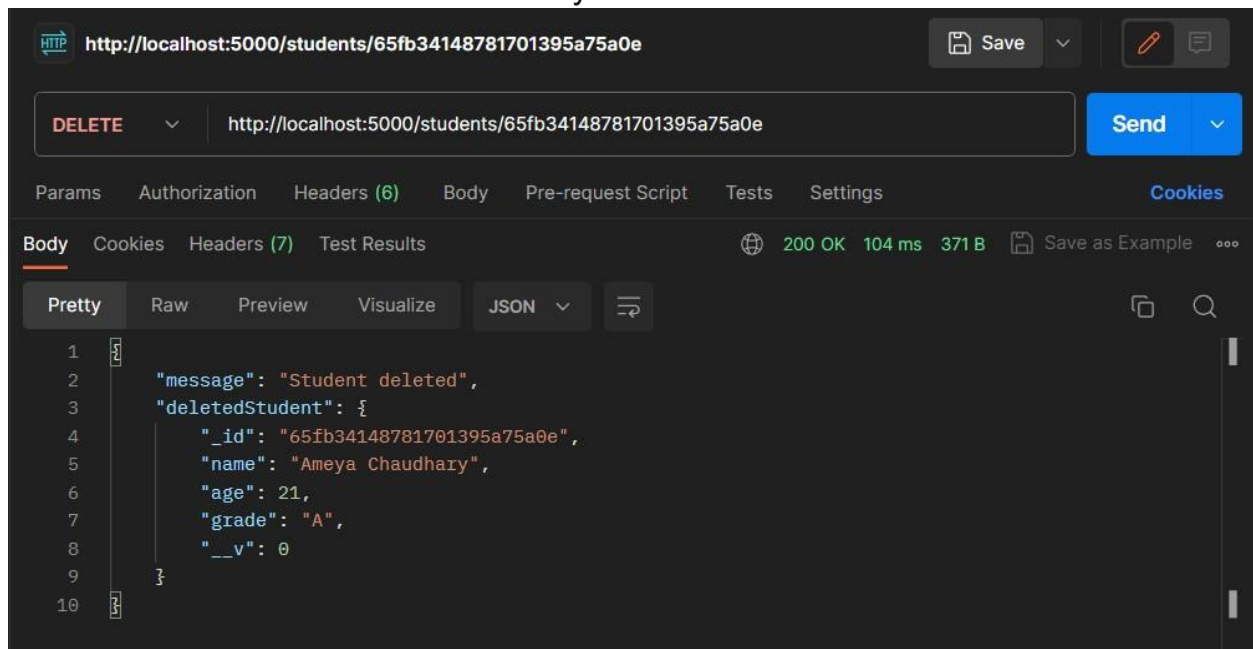 HTTP http://localhost:5000/students/65fb34148781701395a75a0e Save
DELETE http://localhost:5000/students/65fb34148781701395a75a0e Send
Params Authorization Headers (6) Body Pre-request Script Tests Settings Cookies
Body Cookies Headers (7) Test Results 200 OK 104 ms 371 B Save as Example
Pretty Raw Preview Visualize JSON
1 {
2 "message": "Student deleted",
3 "deletedStudent": {
4 "_id": "65fb34148781701395a75a0e",
5 "name": "Ameya Chaudhary",
6 "age": 21,
7 "grade": "A",
8 "__v": 0
9 }
10 }